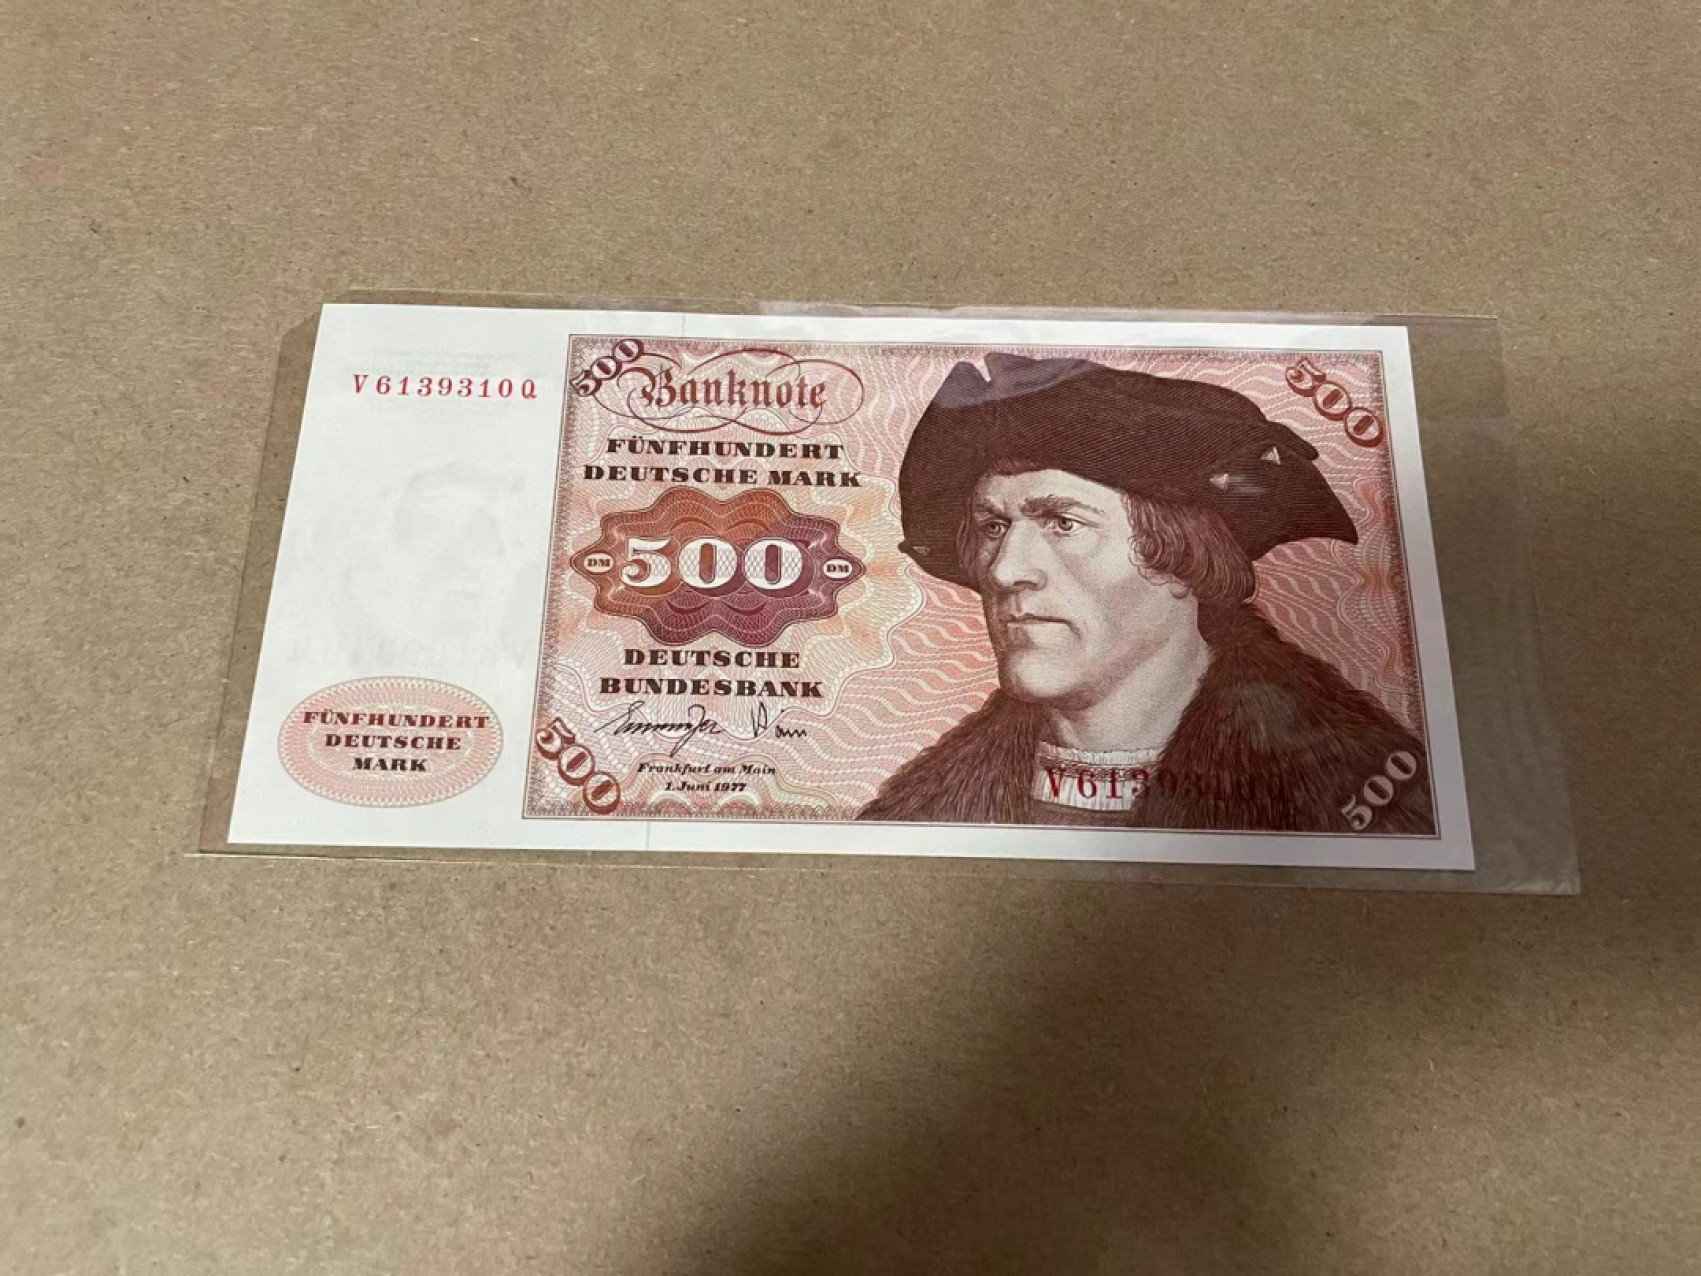 V6139310Q
500
Banknote
500
FÜNFHUNDERT
DEUTSCHE MARK
DM 500 DM
DEUTSCHE
BUNDESBANK
Frankfurt am Main
1. Juni 1977
FÜNFHUNDERT
DEUTSCHE
MARK
500
V6139310Q
500